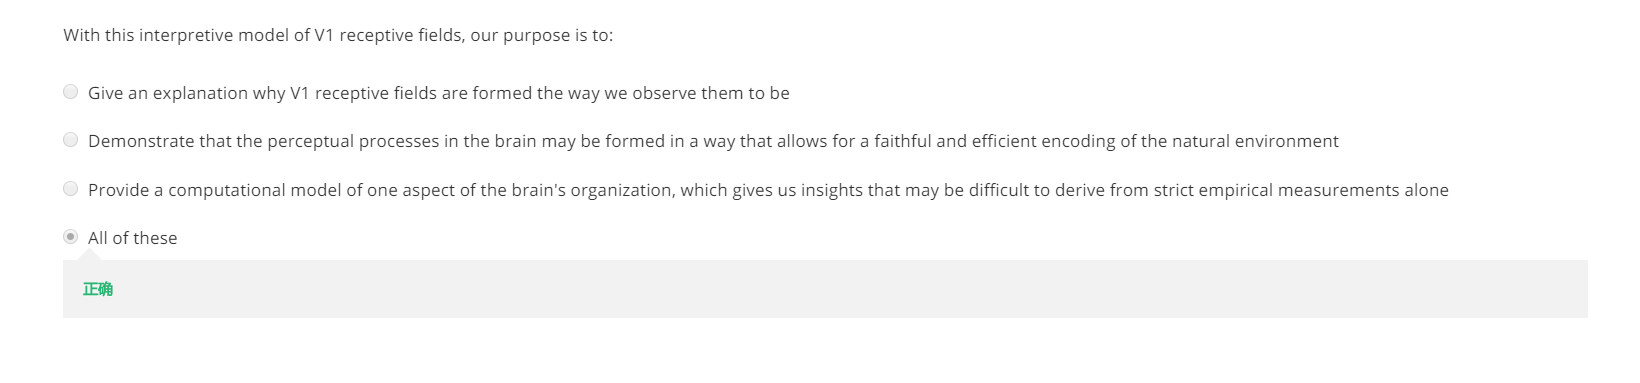 With this interpretive model of V1 receptive fields, our purpose is to:
Give an explanation why V1 receptive fields are formed the way we observe them to be
Demonstrate that the perceptual processes in the brain may be formed in a way that allows for a faithful and efficient encoding of the natural environment
Provide a computational model of one aspect of the brain's organization, which gives us insights that may be difficult to derive from strict empirical measurements alone
All of these
正确